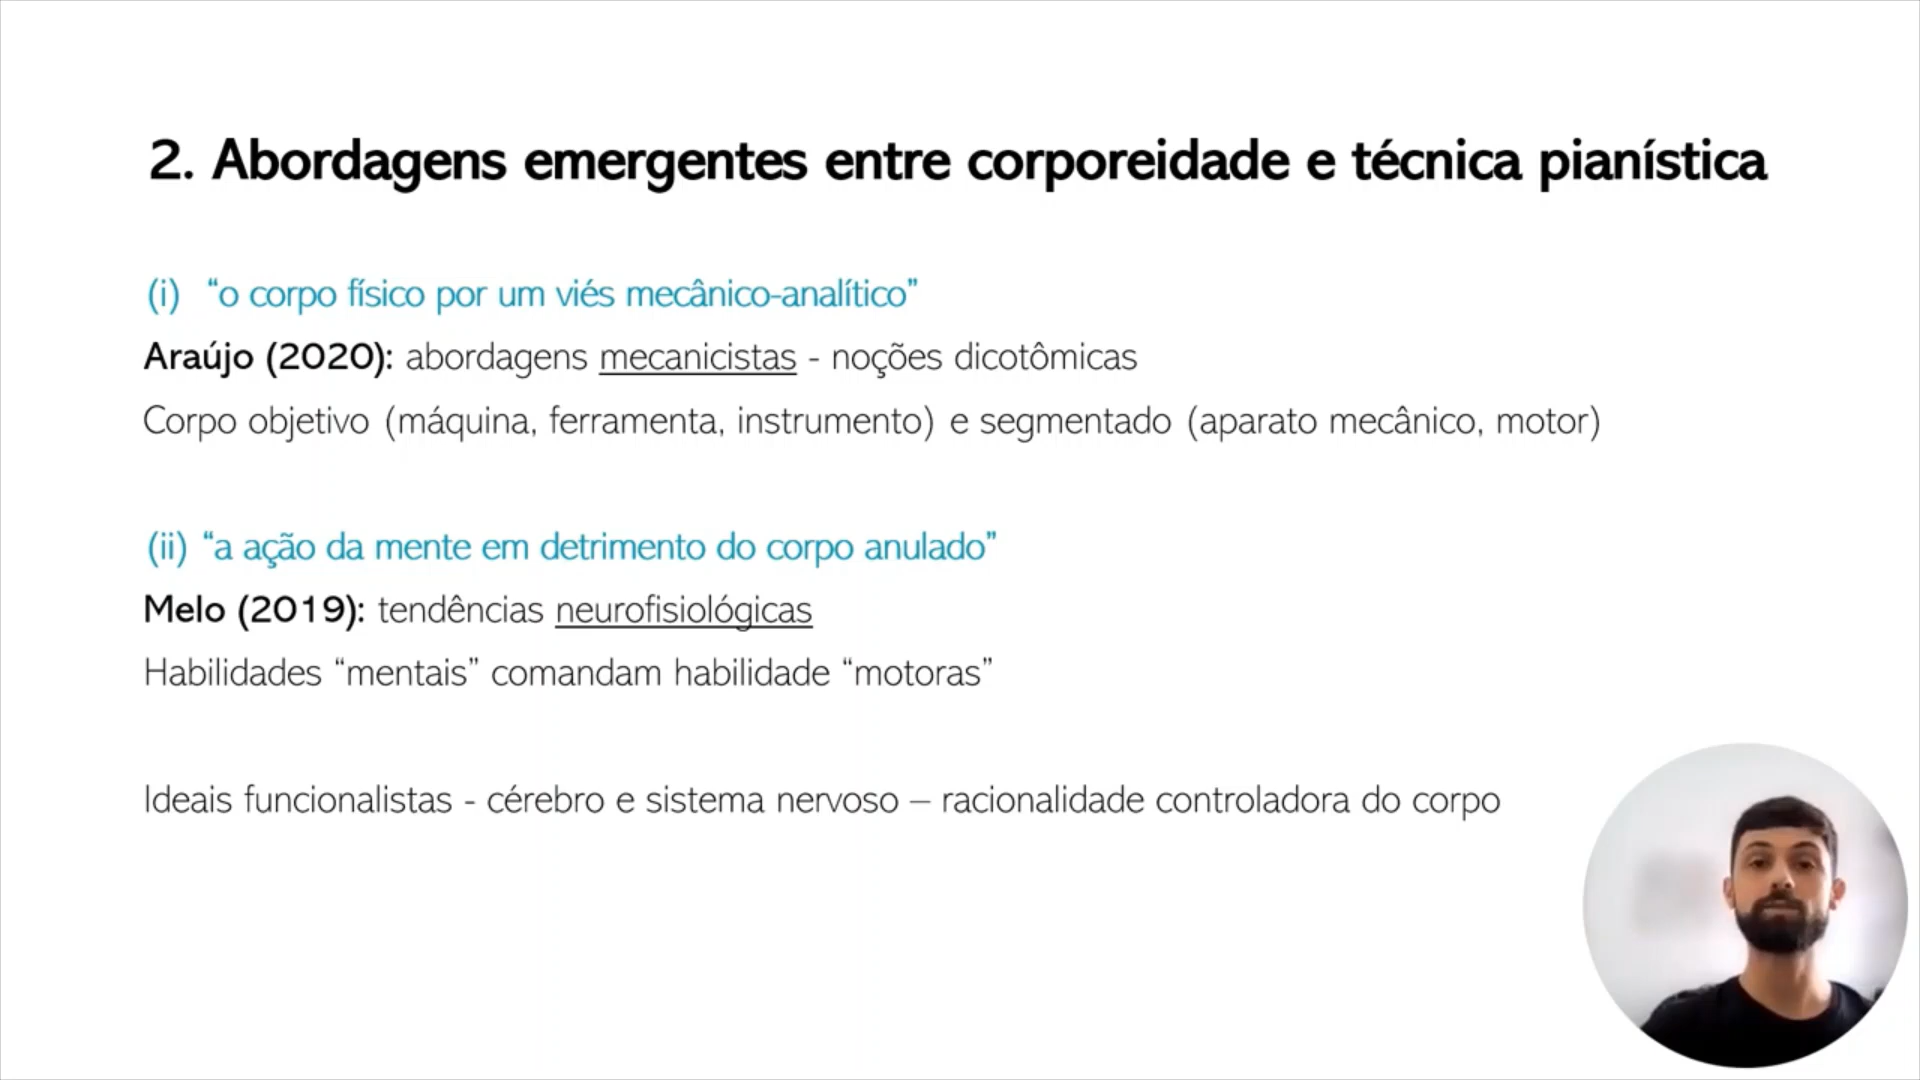 2. Abordagens emergentes entre corporeidade e técnica pianística
(i) “o corpo físico por um viés mecânico-analítico”
Araújo (2020): abordagens mecanicistas - noções dicotômicas
Corpo objetivo (máquina, ferramenta, instrumento) e segmentado (aparato mecânico, motor)
(ii) “a ação da mente em detrimento do corpo anulado”
Melo (2019): tendências neurofisiológicas
Habilidades “mentais” comandam habilidade “motoras”
Ideais funcionalistas - cérebro e sistema nervoso – racionalidade controladora do corpo